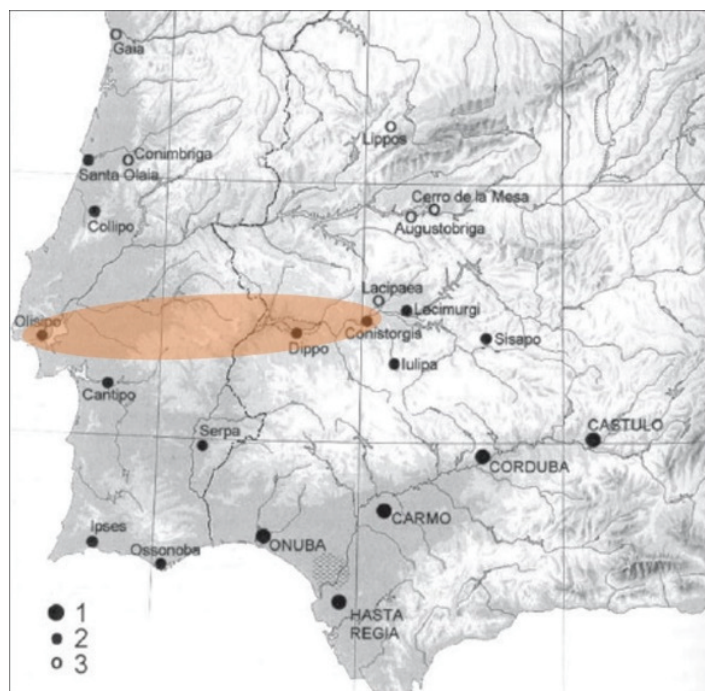 Gaia
Lippos
Conimbriga
Santa Olaia
Cerro de la Mesa
Collipo
Augustobriga
Lacipaea
Lecimurgi
Olisipo
Conistorgis
Sisapo
Dippo
Iulipa
Cantipo
Serpa
CASTULO
CORDUBA
CARMO
Ipses
ONUBA
Ossonoba
HASTA
REGIA
1
2
3